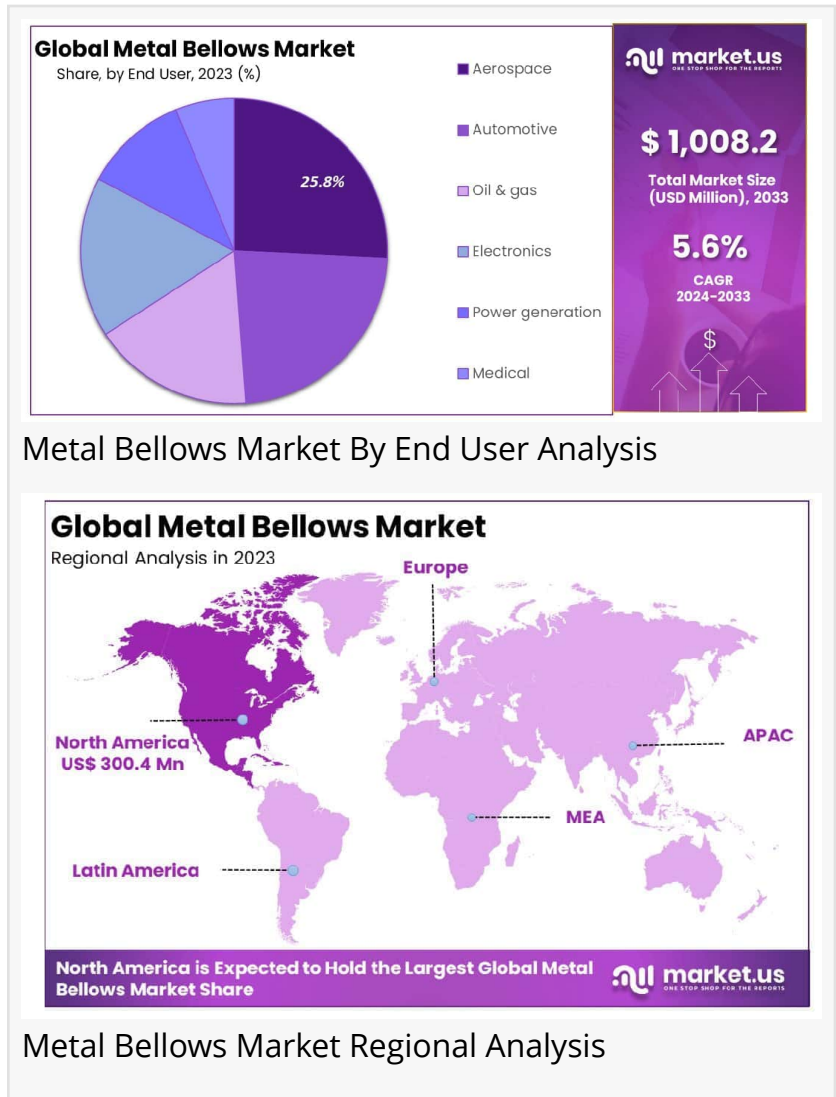 Global Metal Bellows Market
Share, by End User, 2023 (%)
25.8%
Aerospace
Automotive
Oil & gas
Electronics
Power generation
Medical
market.us
ONE STOP SHOP FOR THE REPORTS
$ 1,008.2
Total Market Size
(USD Million), 2033
5.6%
CAGR
2024-2033
$
Metal Bellows Market By End User Analysis
Global Metal Bellows Market
Regional Analysis in 2023
Europe
North America
US$ 300.4 Mn
APAC
MEA
Latin America
North America is Expected to Hold the Largest Global Metal
Bellows Market Share
market.us
ONE STOP SHOP FOR THE REPORTS
Metal Bellows Market Regional Analysis